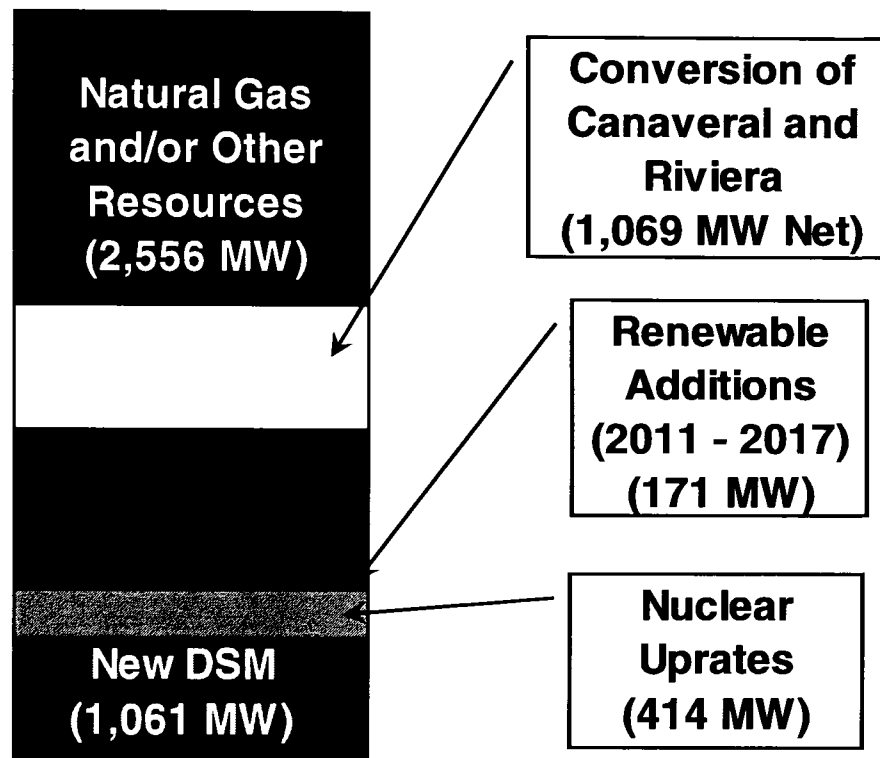 Natural Gas
and/or Other
Resources
(2,556 MW)
Conversion of
Canaveral and
Riviera
(1,069 MW Net)
Renewable
Additions
(2011 - 2017)
(171 MW)
Nuclear
Uprates
(414 MW)
New DSM
(1,061 MW)